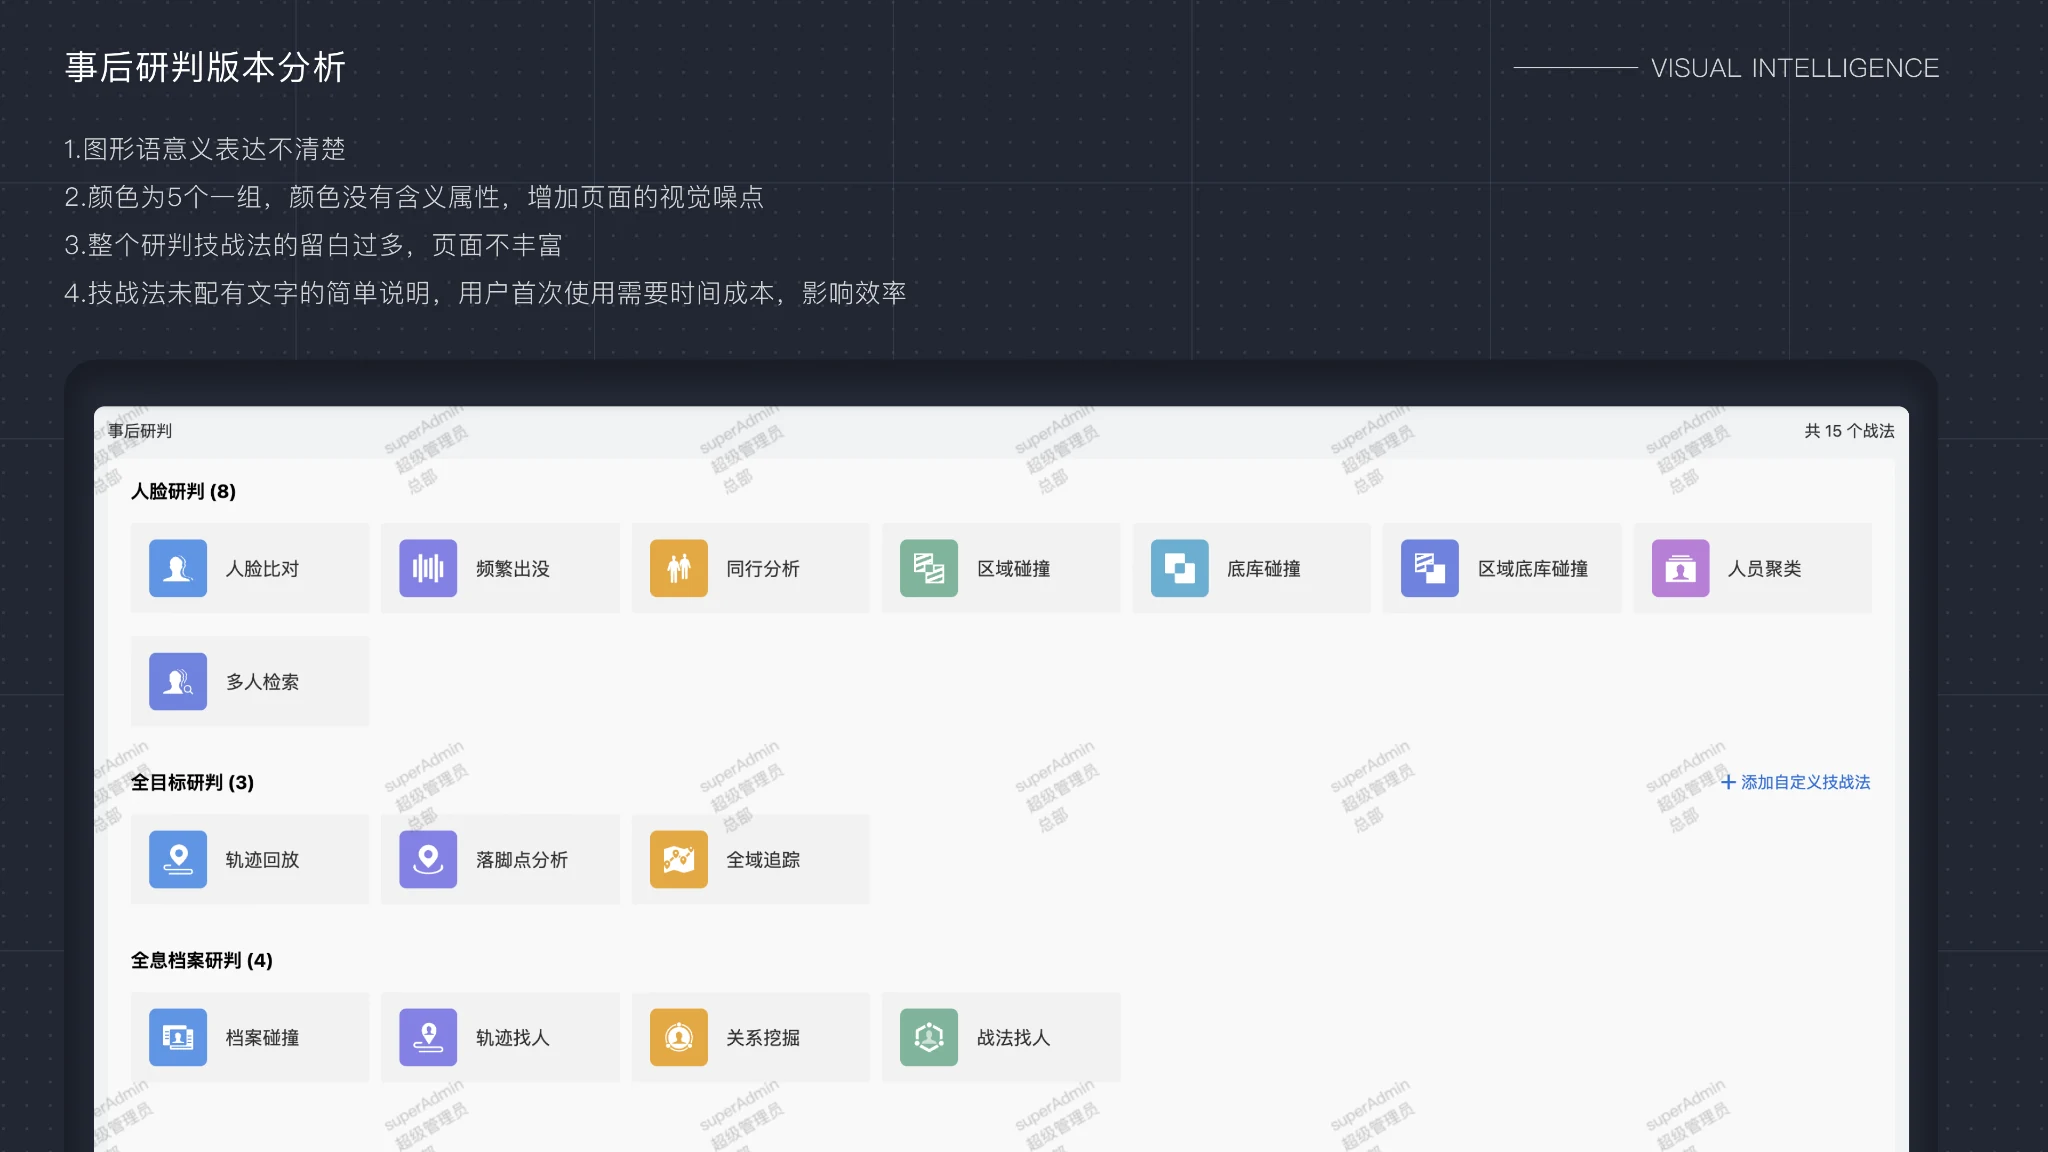 事后研判版本分析
VISUAL INTELLIGENCE
1.图形语意义表达不清楚
2.颜色为5个一组，颜色没有含义属性，增加页面的视觉噪点
3.整个研判技战法的留白过多，页面不丰富
4.技战法未配有文字的简单说明，用户首次使用需要时间成本，影响效率
事后研判
共 15 个战法
人脸研判 (8)
人脸比对
频繁出没
同行分析
区域碰撞
底库碰撞
区域底库碰撞
人员聚类
多人检索
全目标研判 (3)
添加自定义技战法
轨迹回放
落脚点分析
全域追踪
全息档案研判 (4)
档案碰撞
轨迹找人
关系挖掘
战法找人
superAdmin
超级管理员
总部